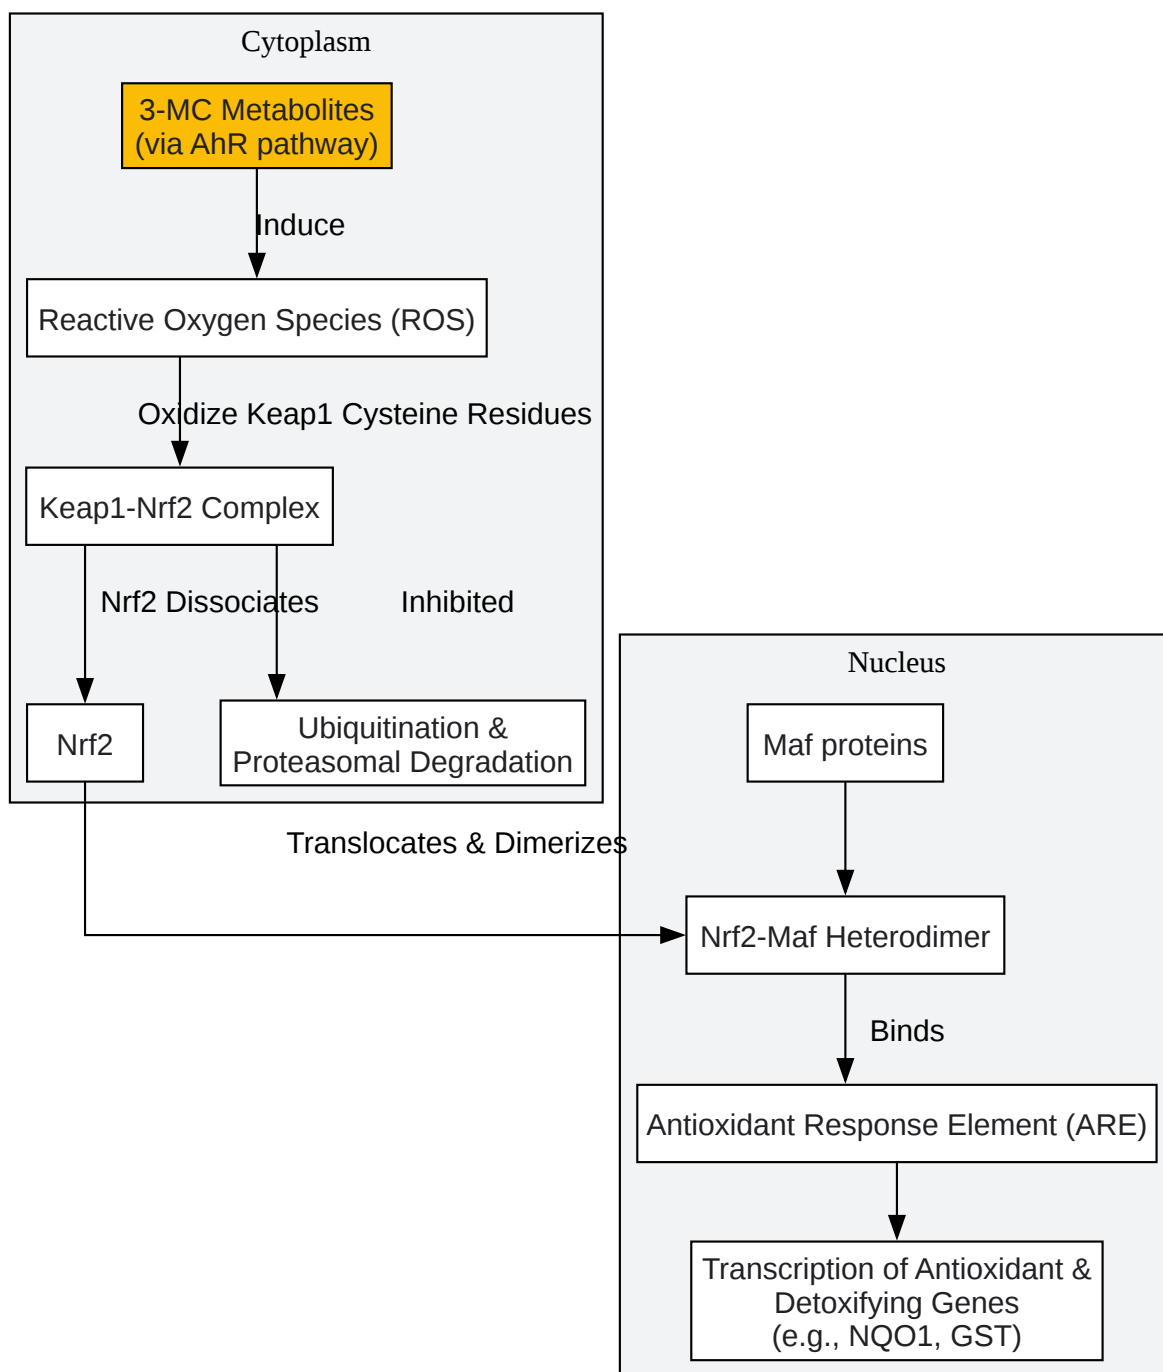 Cytoplasm
3-MC Metabolites
(via AhR pathway)
Induce
Reactive Oxygen Species (ROS)
Oxidize Keap1 Cysteine Residues
Keap1-Nrf2 Complex
Nrf2 Dissociates
Inhibited
Nrf2
Ubiquitination &
Proteasomal Degradation
Translocates & Dimerizes
Nucleus
Maf proteins
Nrf2-Maf Heterodimer
Binds
Antioxidant Response Element (ARE)
Transcription of Antioxidant &
Detoxifying Genes
(e.g., NQO1, GST)